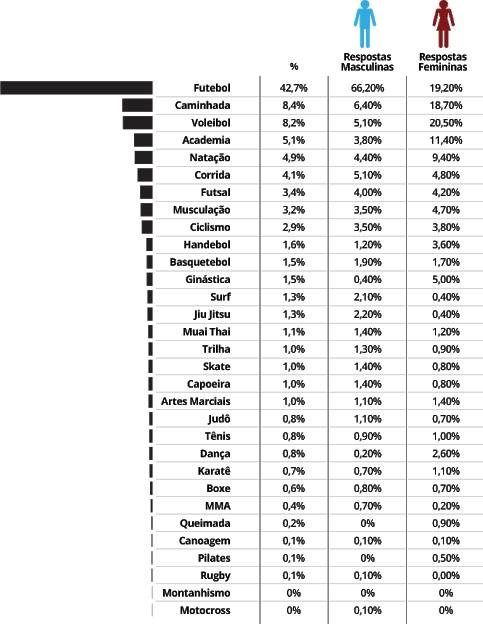 % Respostas Masculinas Respostas Femininas
Futebol 42,7% 66,20% 19,20%
Caminhada 8,4% 6,40% 18,70%
Voleibol 8,2% 5,10% 20,50%
Academia 5,1% 3,80% 11,40%
Natação 4,9% 4,40% 9,40%
Corrida 4,1% 5,10% 4,80%
Futsal 3,4% 4,00% 4,20%
Musculação 3,2% 3,50% 4,70%
Ciclismo 2,9% 3,50% 3,80%
Handebol 1,6% 1,20% 3,60%
Basquetebol 1,5% 1,90% 1,70%
Ginástica 1,5% 0,40% 5,00%
Surf 1,3% 2,10% 0,40%
Jiu Jitsu 1,3% 2,20% 0,40%
Muai Thai 1,1% 1,40% 1,20%
Trilha 1,0% 1,30% 0,90%
Skate 1,0% 1,40% 0,80%
Capoeira 1,0% 1,40% 0,80%
Artes Marciais 1,0% 1,10% 1,40%
Judô 0,8% 1,10% 0,70%
Tênis 0,8% 0,90% 1,00%
Dança 0,8% 0,20% 2,60%
Karatê 0,7% 0,70% 1,10%
Boxe 0,6% 0,80% 0,70%
MMA 0,4% 0,70% 0,20%
Queimada 0,2% 0% 0,90%
Canoagem 0,1% 0,10% 0,10%
Pilates 0,1% 0% 0,50%
Rugby 0,1% 0,10% 0,00%
Montanhismo 0% 0% 0%
Motocross 0% 0,10% 0%